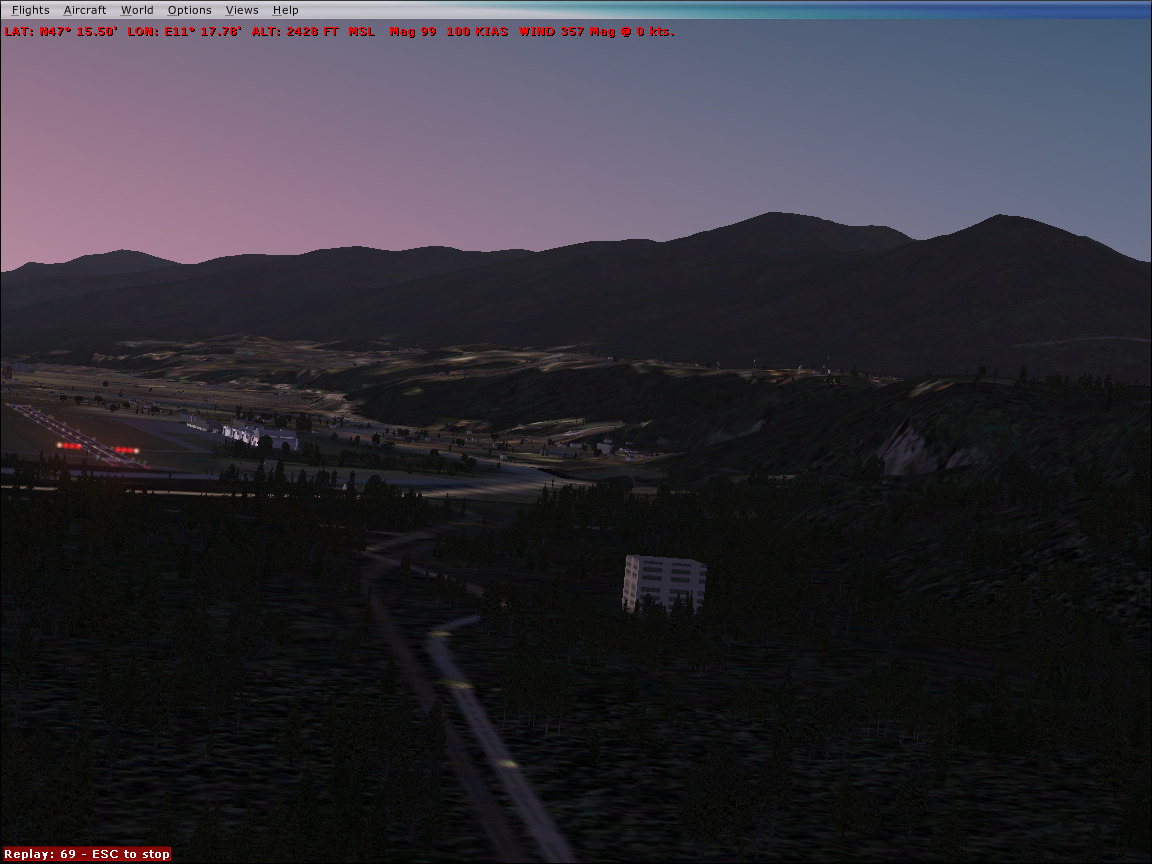 Flights Aircraft World Options Views Help
LAT: N47° 15.50' LON: E11° 17.78' ALT: 2428 FT MSL Mag 99 100 KIAS WIND 357 Mag @ 0 kts.
Replay: 69 - ESC to stop